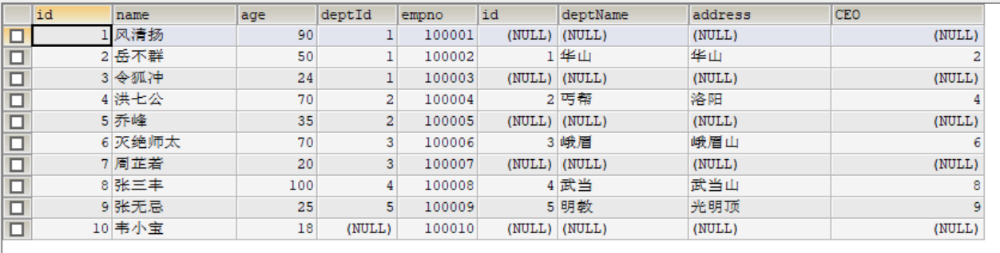 id name age deptId empno id deptName address CEO
1 风清扬 90 1 100001 (NULL) (NULL) (NULL) (NULL)
2 岳不群 50 1 100002 1 华山 华山 2
3 令狐冲 24 1 100003 (NULL) (NULL) (NULL) (NULL)
4 洪七公 70 2 100004 2 丐帮 洛阳 4
5 乔峰 35 2 100005 (NULL) (NULL) (NULL) (NULL)
6 灭绝师太 70 3 100006 3 峨眉 峨眉山 6
7 周芷若 20 3 100007 (NULL) (NULL) (NULL) (NULL)
8 张三丰 100 4 100008 4 武当 武当山 8
9 张无忌 25 5 100009 5 明教 光明顶 9
10 韦小宝 18 (NULL) 100010 (NULL) (NULL) (NULL) (NULL)